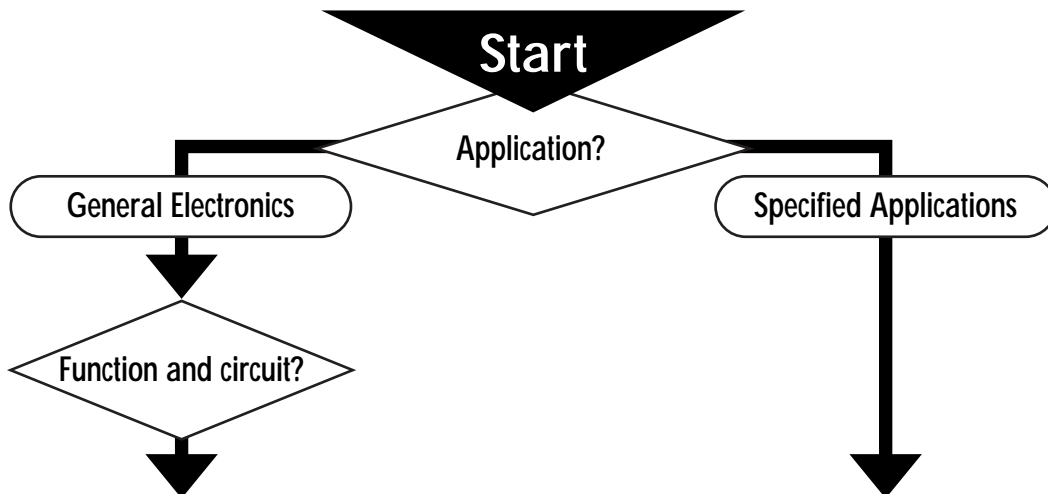 Start
Application?
General Electronics
Specified Applications
Function and circuit?